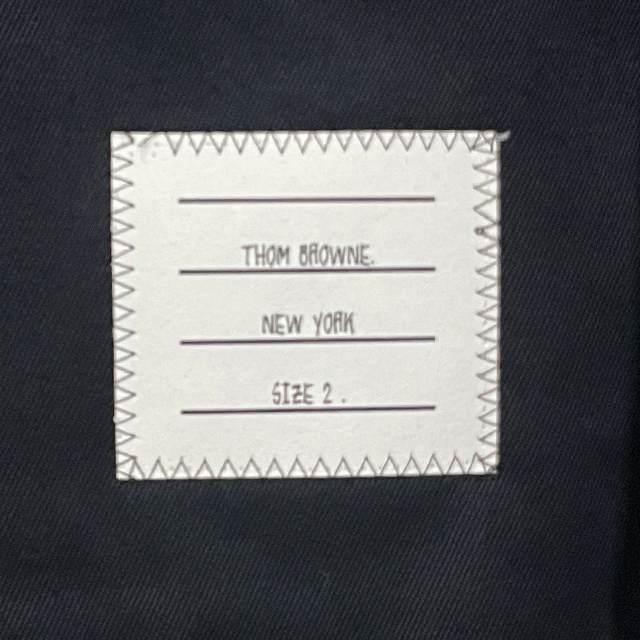 THOM BROWNE.
NEW YORK
SIZE 2 .